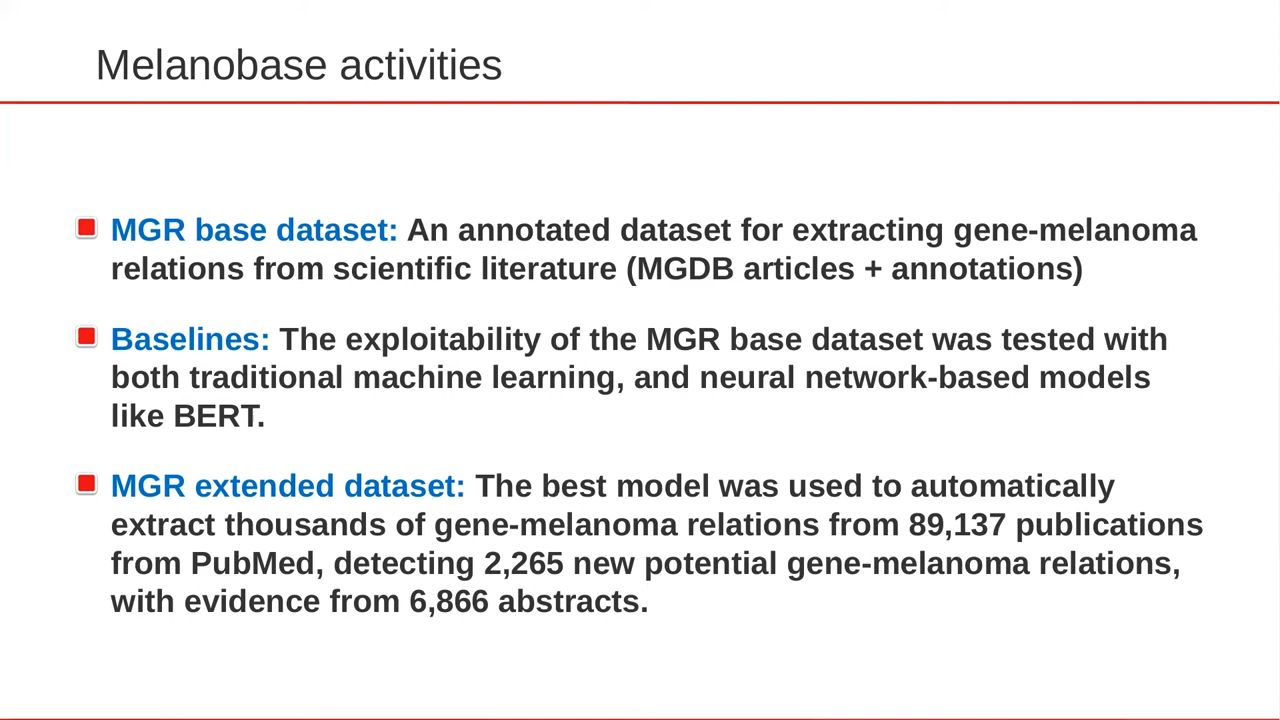 Melanobase activities
MGR base dataset: An annotated dataset for extracting gene-melanoma
relations from scientific literature (MGDB articles + annotations)
Baselines: The exploitability of the MGR base dataset was tested with
both traditional machine learning, and neural network-based models
like BERT.
MGR extended dataset: The best model was used to automatically
extract thousands of gene-melanoma relations from 89,137 publications
from PubMed, detecting 2,265 new potential gene-melanoma relations,
with evidence from 6,866 abstracts.